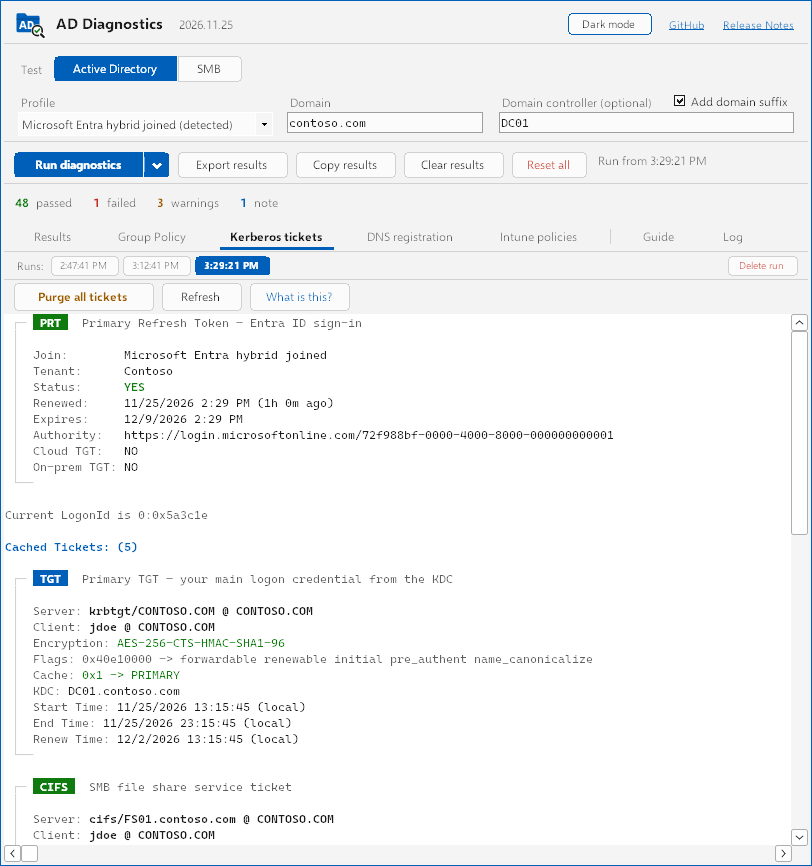 AD Diagnostics 2026.11.25 Dark mode GitHub Release Notes
Test Active Directory SMB
Profile Domain Domain controller (optional) Add domain suffix
Microsoft Entra hybrid joined (detected) contoso.com DC01
Run diagnostics Export results Copy results Clear results Reset all Run from 3:29:21 PM
48 passed 1 failed 3 warnings 1 note
Results Group Policy Kerberos tickets DNS registration Intune policies Guide Log
Runs: 2:47:41 PM 3:12:41 PM 3:29:21 PM Delete run
Purge all tickets Refresh What is this?
PRT Primary Refresh Token — Entra ID sign-in
Join: Microsoft Entra hybrid joined
Tenant: Contoso
Status: YES
Renewed: 11/25/2026 2:29 PM (1h 0m ago)
Expires: 12/9/2026 2:29 PM
Authority: https://login.microsoftonline.com/72f988bf-0000-4000-8000-000000000001
Cloud TGT: NO
On-prem TGT: NO
Current LogonId is 0:0x5a3c1e
Cached Tickets: (5)
TGT Primary TGT — your main logon credential from the KDC
Server: krbtgt/CONTOSO.COM @ CONTOSO.COM
Client: jdoe @ CONTOSO.COM
Encryption: AES-256-CTS-HMAC-SHA1-96
Flags: 0x40e10000 -> forwardable renewable initial pre_authent name_canonicalize
Cache: 0x1 -> PRIMARY
KDC: DC01.contoso.com
Start Time: 11/25/2026 13:15:45 (local)
End Time: 11/25/2026 23:15:45 (local)
Renew Time: 12/2/2026 13:15:45 (local)
CIFS SMB file share service ticket
Server: cifs/FS01.contoso.com @ CONTOSO.COM
Client: jdoe @ CONTOSO.COM